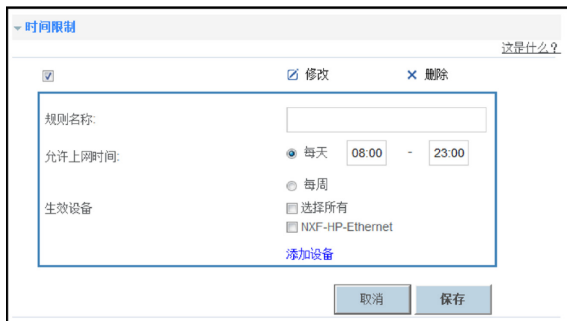 时间限制
这是什么?
修改 删除
规则名称:
允许上网时间: 每天 08:00 - 23:00
每周
生效设备 选择所有
NXF-HP-Ethernet
添加设备
取消 保存